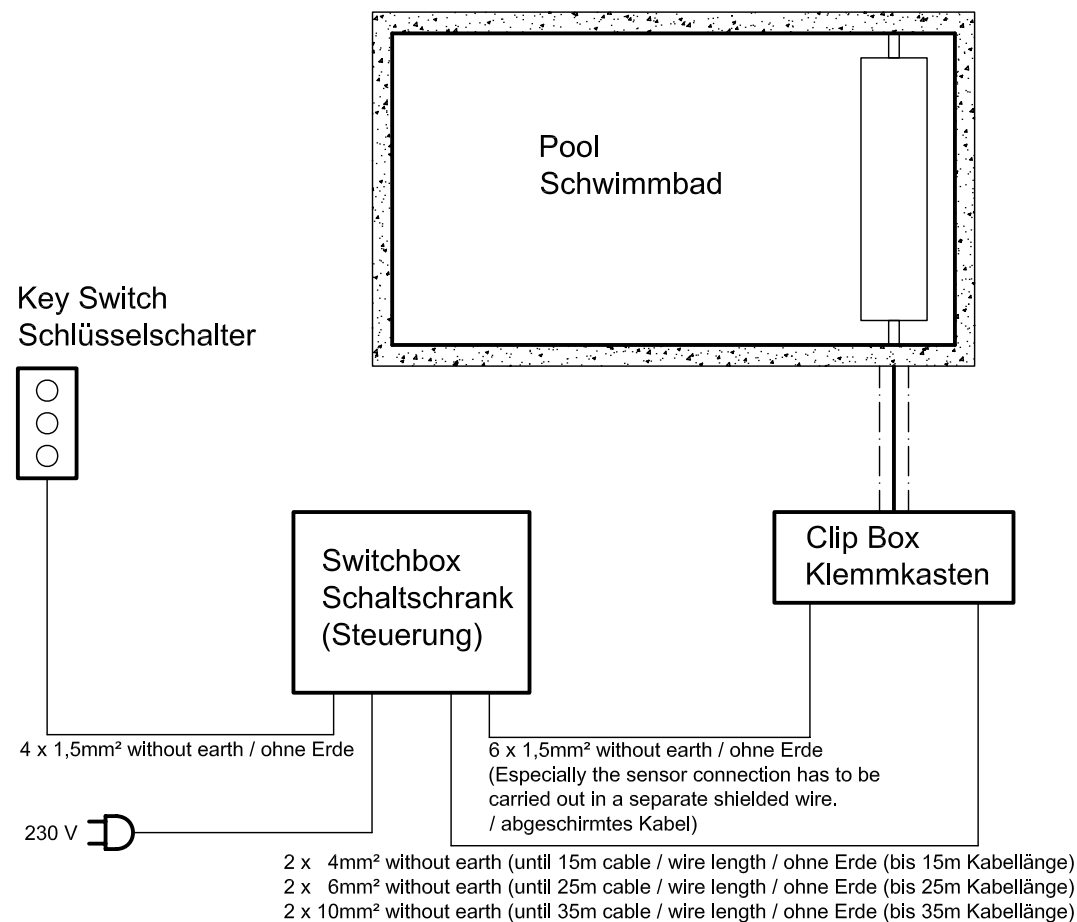 Pool
Schwimmbad
Key Switch
Schlüsselschalter
Clip Box
Klemmkasten
Switchbox
Schaltschrank
(Steuerung)
4 x 1,5mm² without earth / ohne Erde
6 x 1,5mm² without earth / ohne Erde
(Especially the sensor connection has to be
carried out in a separate shielded wire.
/ abgeschirmtes Kabel)
230 V
2 x 4mm² without earth (until 15m cable / wire length / ohne Erde (bis 15m Kabellänge)
2 x 6mm² without earth (until 25m cable / wire length / ohne Erde (bis 25m Kabellänge)
2 x 10mm² without earth (until 35m cable / wire length / ohne Erde (bis 35m Kabellänge)